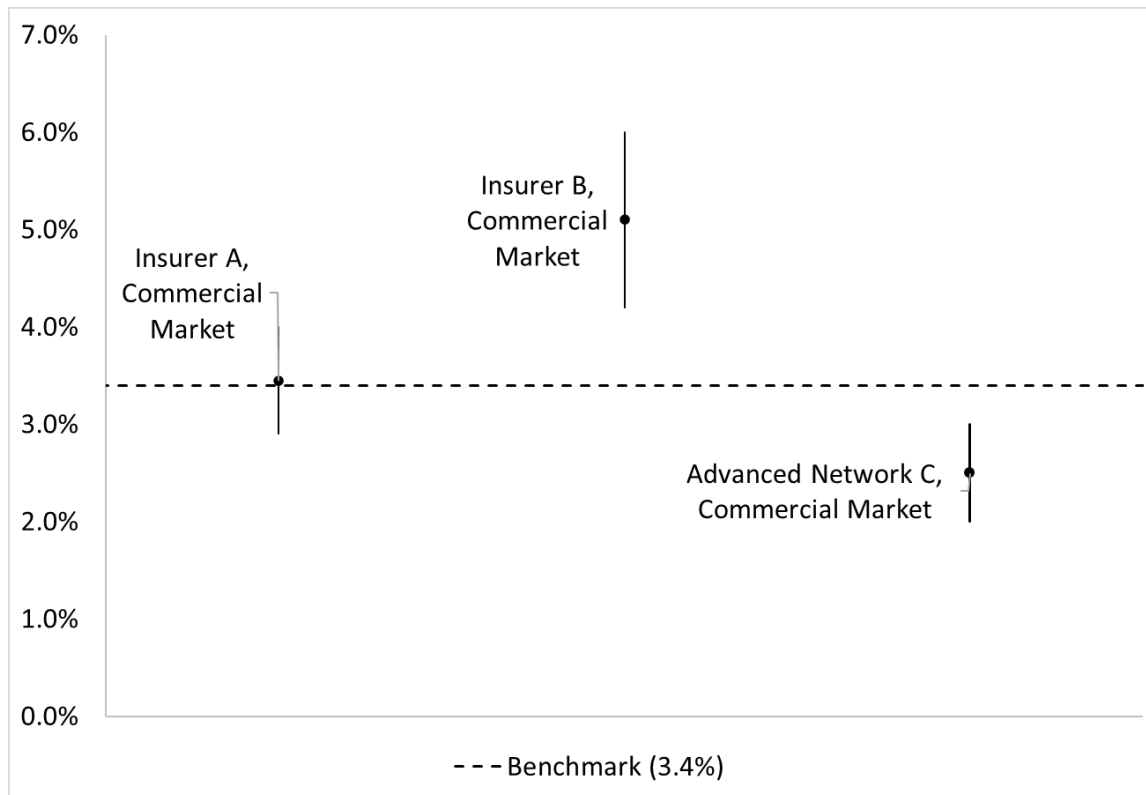 7.0%
6.0%
5.0%
4.0%
3.0%
2.0%
1.0%
0.0%
Insurer A,
Commercial
Market
Insurer B,
Commercial
Market
Advanced Network C,
Commercial Market
Benchmark (3.4%)